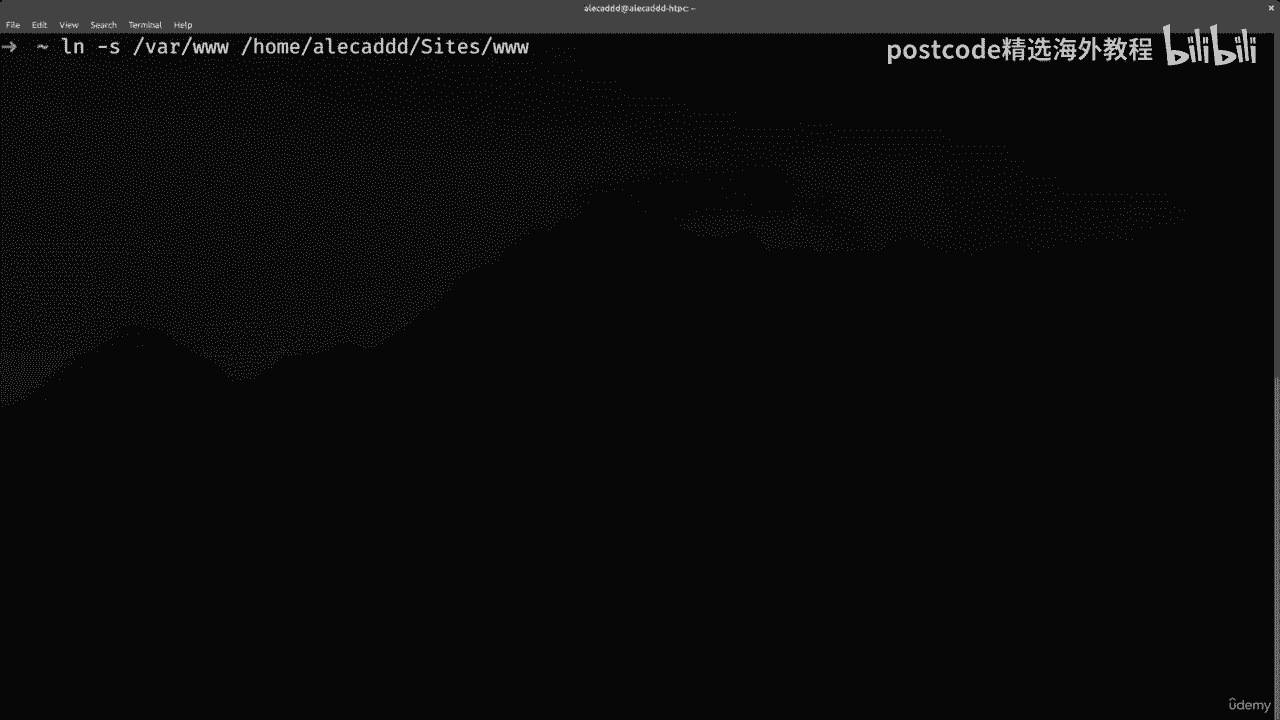 alecaddd@alecaddd-htpc: ~
File Edit View Search Terminal Help
→ ~ ln -s /var/www /home/alecaddd/Sites/www
postcode精选海外教程 bilibili
ûdemy